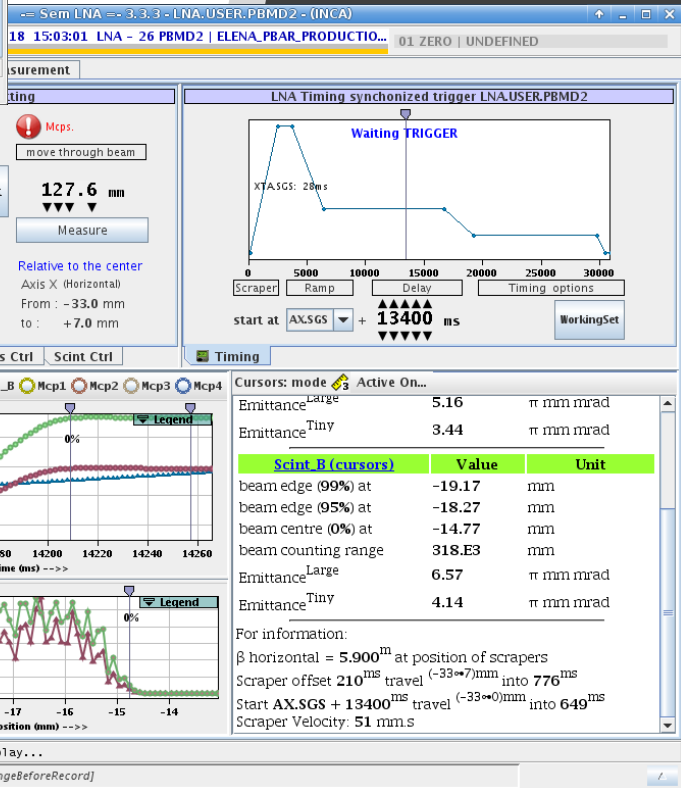 -= Sem LNA =- 3.3.3 - LNA.USER.PBMD2 - (INCA)
18 15:03:01 LNA - 26 PBMD2 | ELENA_PBAR_PRODUCTIO...
01 ZERO | UNDEFINED
surement
tting
Mcps.
move through beam
127.6 mm
Measure
Relative to the center
Axis X (Horizontal)
From : -33.0 mm
to : +7.0 mm
s Ctrl
Scint Ctrl
LNA Timing synchonized trigger LNA.USER.PBMD2
Waiting TRIGGER
XTA.SGS: 28ms
0 5000 10000 15000 20000 25000 30000
Scraper Ramp Delay Timing options
start at AX.SGS + 13400 ms
WorkingSet
Timing
_B Mcp1 Mcp2 Mcp3 Mcp4
Legend
0%
80 14200 14220 14240 14260
ime (ms) -->>
Legend
0%
-17 -16 -15 -14
osition (mm) -->>
Cursors: mode Active On...
Emittance Large 5.16 π mm mrad
Emittance Tiny 3.44 π mm mrad
Scint_B (cursors) Value Unit
beam edge (99%) at -19.17 mm
beam edge (95%) at -18.27 mm
beam centre (0%) at -14.77 mm
beam counting range 318.E3 mm
Emittance Large 6.57 π mm mrad
Emittance Tiny 4.14 π mm mrad
For information:
β horizontal = 5.900 m at position of scrapers
Scraper offset 210 ms travel (-33⚬•7)mm into 776 ms
Start AX.SGS + 13400 ms travel (-33⚬•0)mm into 649 ms
Scraper Velocity: 51 mm.s
play...
ngeBeforeRecord]